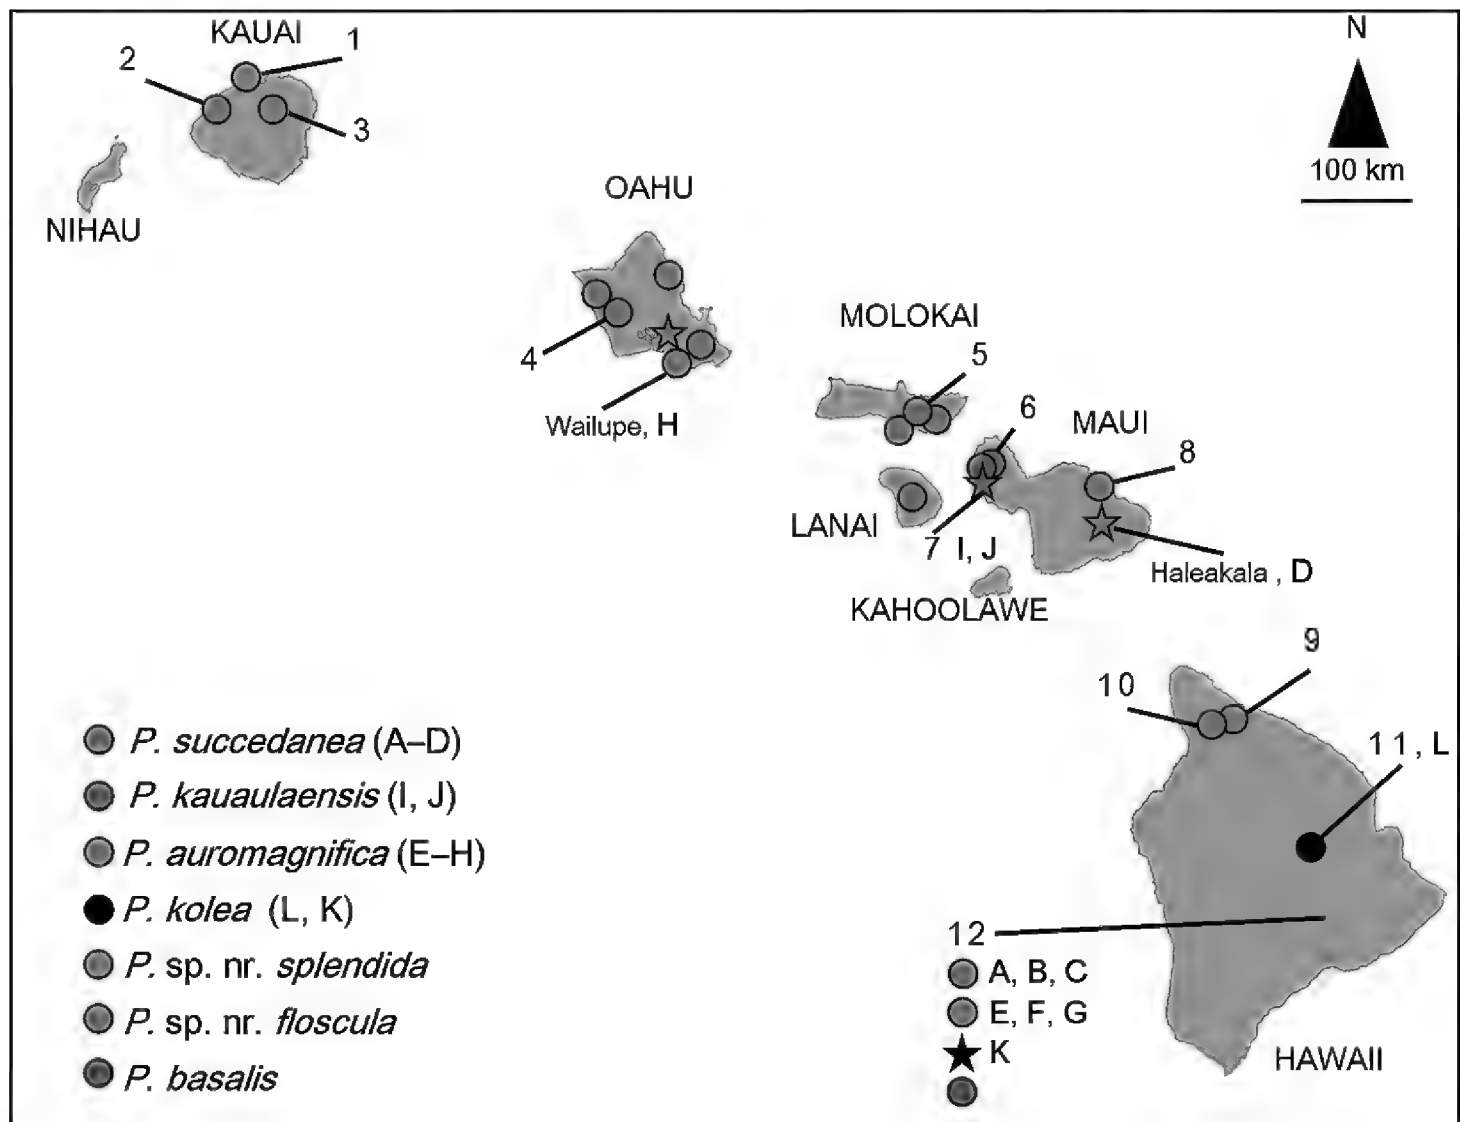 KAUAI
1
2
3
N
100 km
NIHAU
OAHU
4
Wailupe, H
MOLOKAI
5
6
MAUI
8
LANAI
7 I, J
Haleakala , D
KAHOOLAWE
9
10
11, L
P. succedanea (A–D)
P. kauaulaensis (I, J)
P. auromagnifica (E–H)
P. kolea (L, K)
P. sp. nr. splendida
P. sp. nr. floscula
P. basalis
12
A, B, C
E, F, G
K
HAWAII